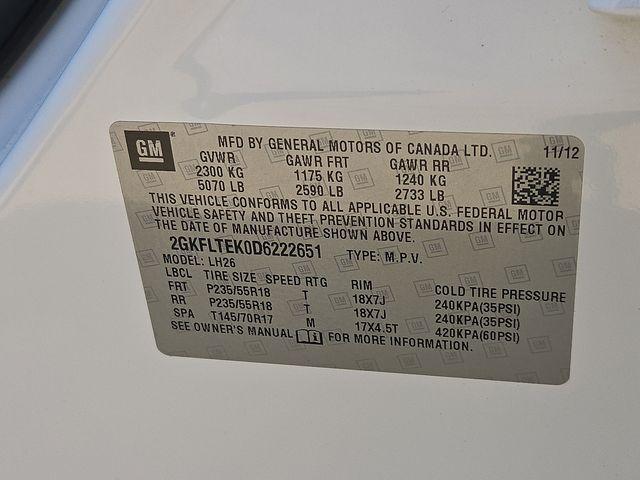 GM
MFD BY GENERAL MOTORS OF CANADA LTD. 11/12
GVWR GAWR FRT GAWR RR
2300 KG 1175 KG 1240 KG
5070 LB 2590 LB 2733 LB
THIS VEHICLE CONFORMS TO ALL APPLICABLE U.S. FEDERAL MOTOR
VEHICLE SAFETY AND THEFT PREVENTION STANDARDS IN EFFECT ON
THE DATE OF MANUFACTURE SHOWN ABOVE.
2GKFLTEK0D6222651 TYPE: M.P.V.
MODEL: LH26
LBCL TIRE SIZE SPEED RTG RIM COLD TIRE PRESSURE
FRT P235/55R18 T 18X7J 240KPA(35PSI)
RR P235/55R18 T 18X7J 240KPA(35PSI)
SPA T145/70R17 M 17X4.5T 420KPA(60PSI)
SEE OWNER'S MANUAL FOR MORE INFORMATION.